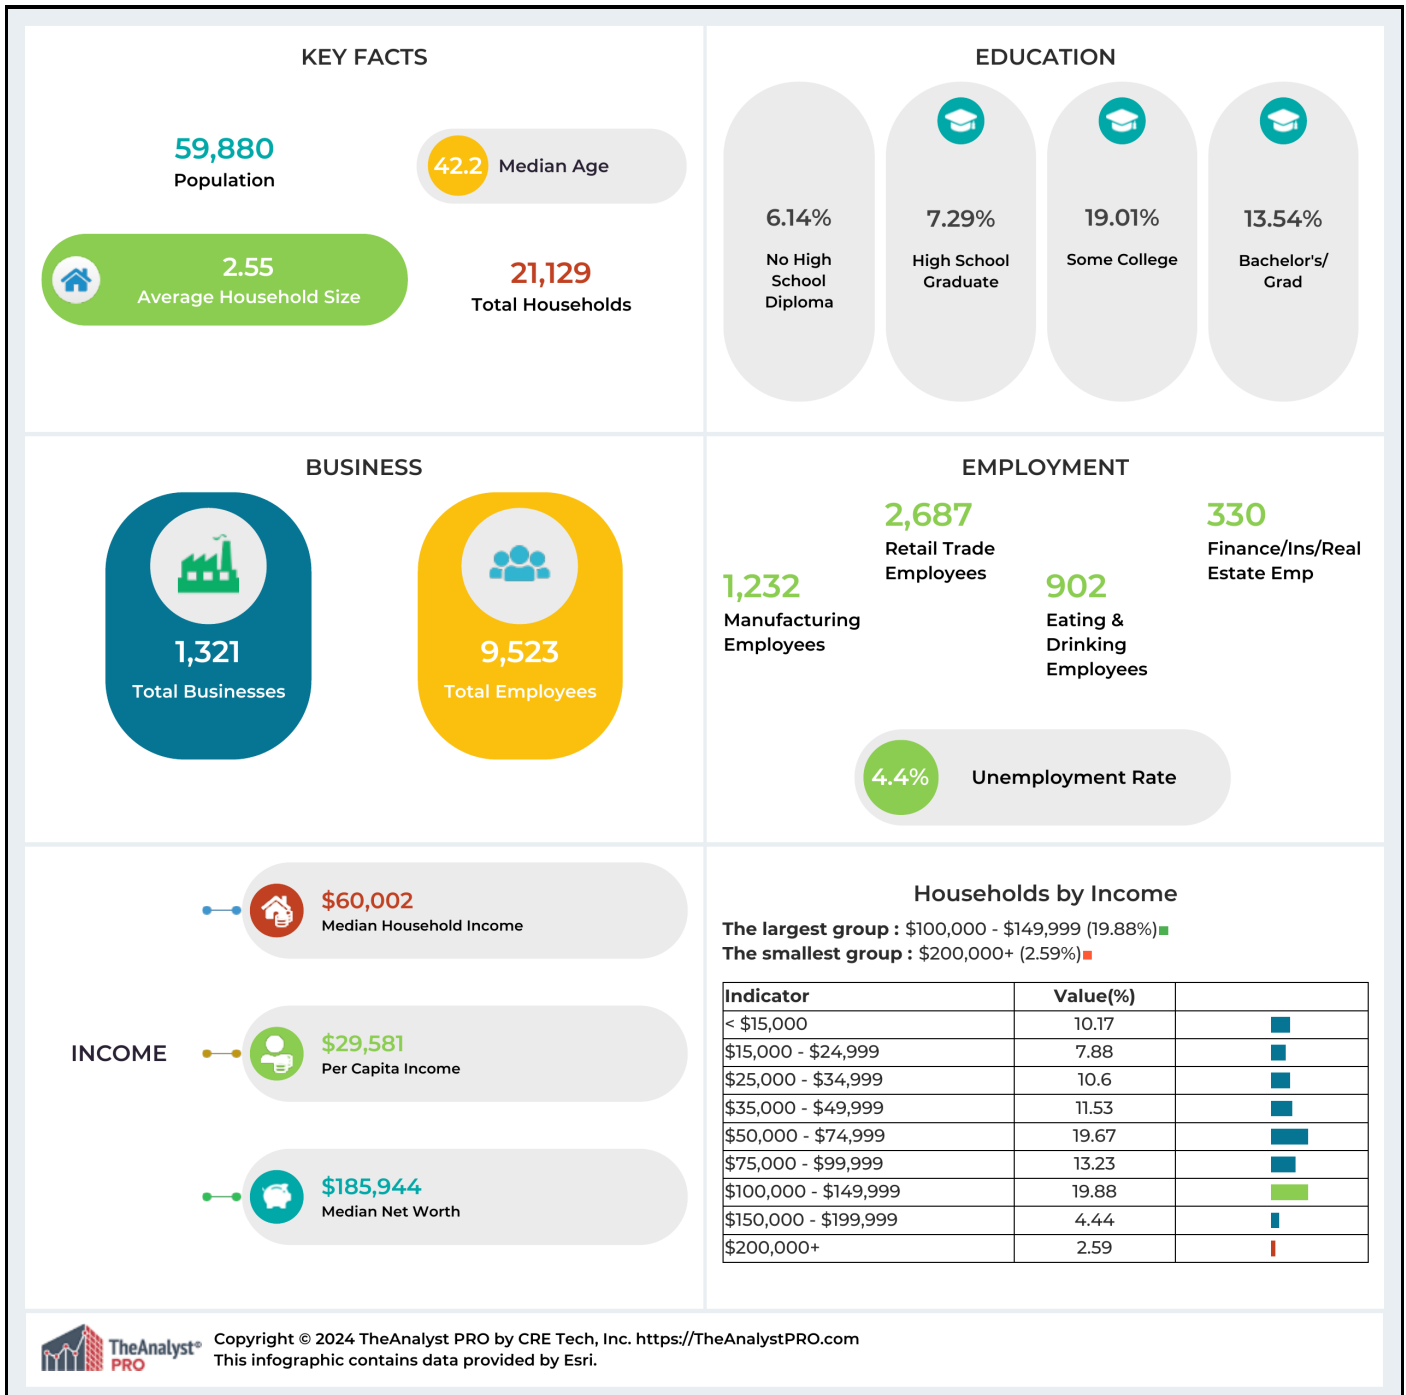 KEY FACTS
59,880
Population
42.2 Median Age
2.55
Average Household Size
21,129
Total Households
EDUCATION
6.14%
No High
School
Diploma
7.29%
High School
Graduate
19.01%
Some College
13.54%
Bachelor's/
Grad
BUSINESS
1,321
Total Businesses
9,523
Total Employees
EMPLOYMENT
1,232
Manufacturing
Employees
2,687
Retail Trade
Employees
902
Eating &
Drinking
Employees
330
Finance/Ins/Real
Estate Emp
4.4% Unemployment Rate
INCOME
$60,002
Median Household Income
$29,581
Per Capita Income
$185,944
Median Net Worth
Households by Income
The largest group : $100,000 - $149,999 (19.88%)
The smallest group : $200,000+ (2.59%)
Indicator Value(%)
< $15,000 10.17
$15,000 - $24,999 7.88
$25,000 - $34,999 10.6
$35,000 - $49,999 11.53
$50,000 - $74,999 19.67
$75,000 - $99,999 13.23
$100,000 - $149,999 19.88
$150,000 - $199,999 4.44
$200,000+ 2.59
TheAnalyst®
PRO
Copyright © 2024 TheAnalyst PRO by CRE Tech, Inc. https://TheAnalystPRO.com
This infographic contains data provided by Esri.